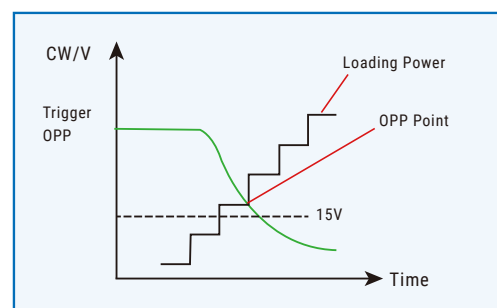 CW/V
Loading Power
Trigger
OPP
OPP Point
15V
Time